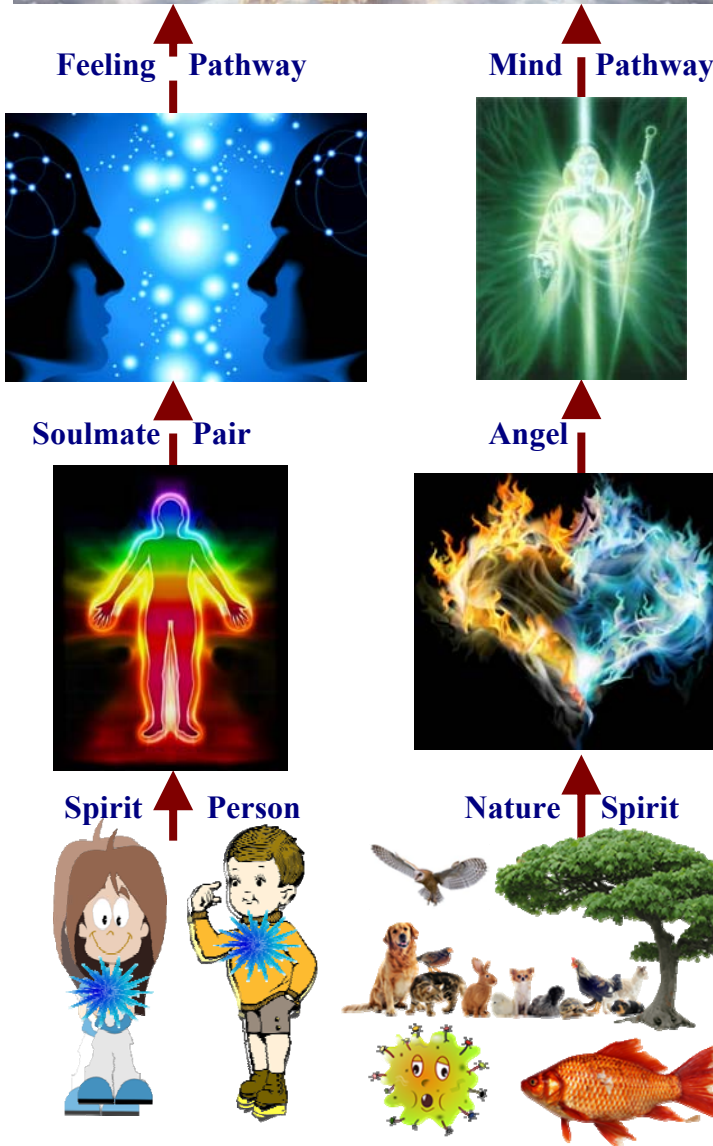 Feeling Pathway Mind Pathway
Soulmate Pair Angel
Spirit Person Nature Spirit